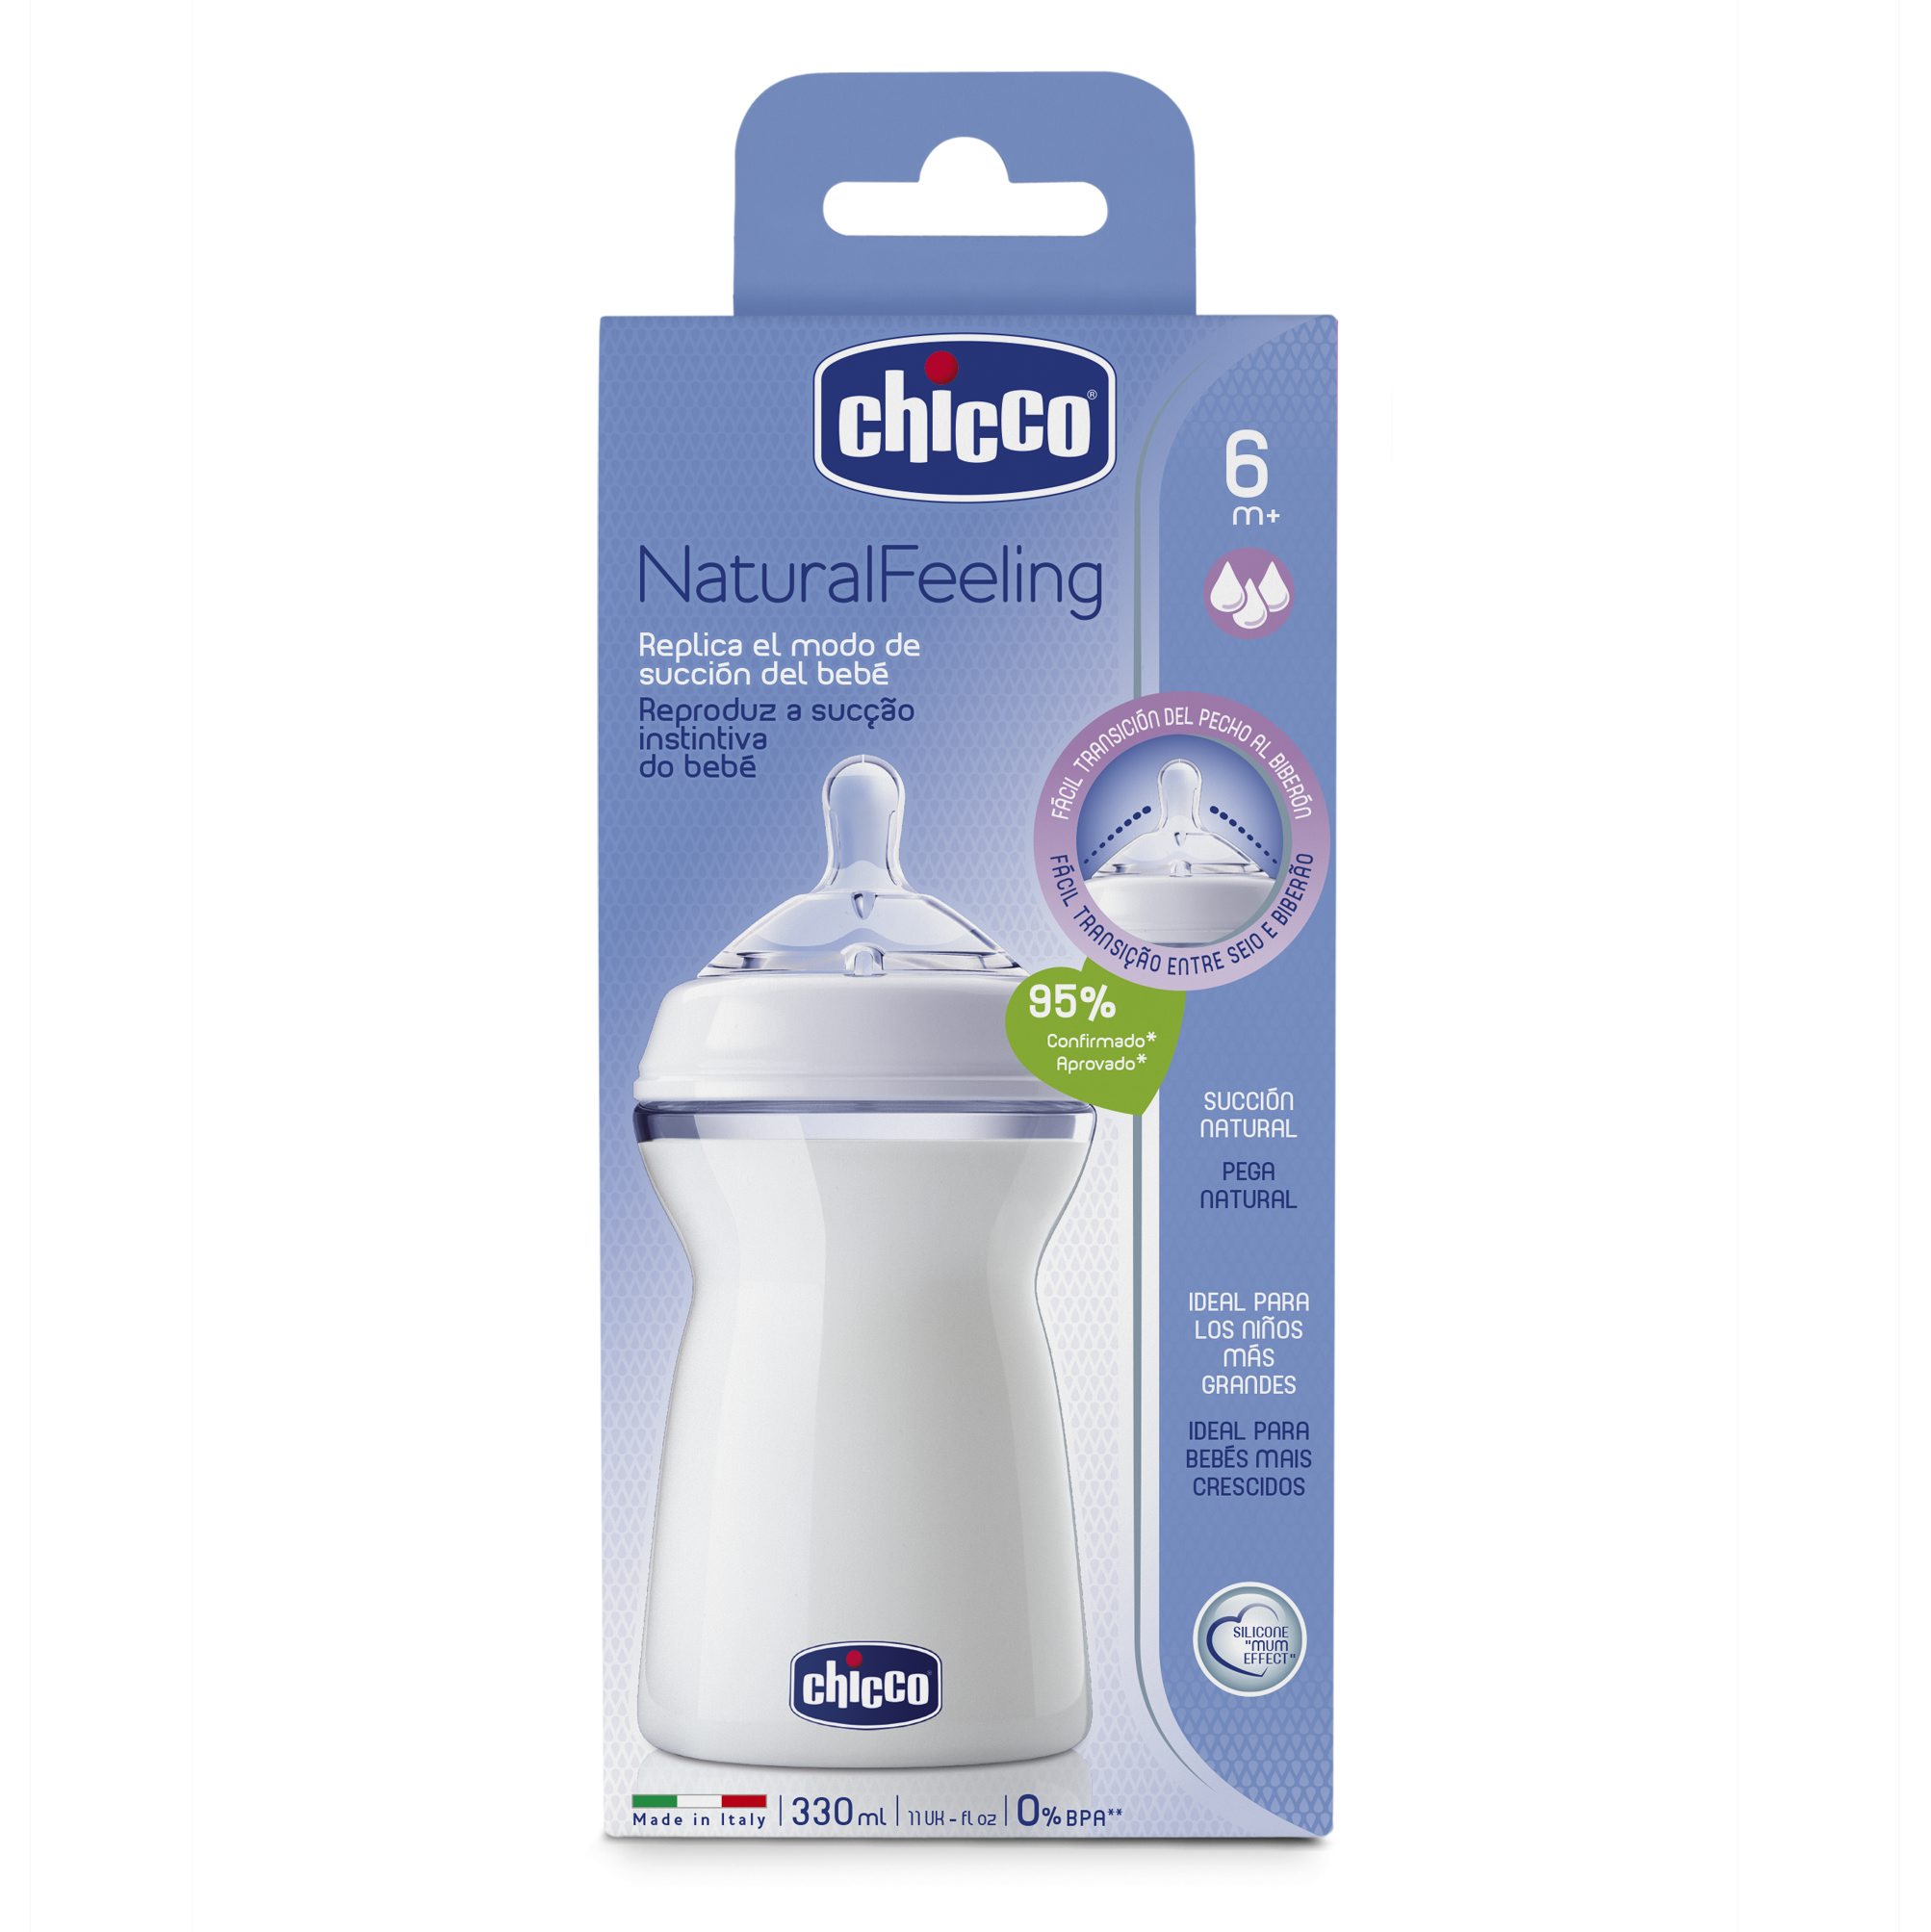 chicco®
6
m+
NaturalFeeling
Replica el modo de
succión del bebé
Reproduz a sucção
instintiva
do bebé
FÁCIL TRANSICIÓN DEL PECHO AL BIBERÓN
FÁCIL TRANSIÇÃO ENTRE SEIO E BIBERÃO
95%
Confirmado*
Aprovado*
SUCCIÓN
NATURAL
PEGA
NATURAL
IDEAL PARA
LOS NIÑOS
MÁS
GRANDES
IDEAL PARA
BEBÉS MAIS
CRESCIDOS
SILICONE
"MUM
EFFECT"
chicco
Made in Italy | 330 ml | 11 UK - fl oz | 0% BPA**